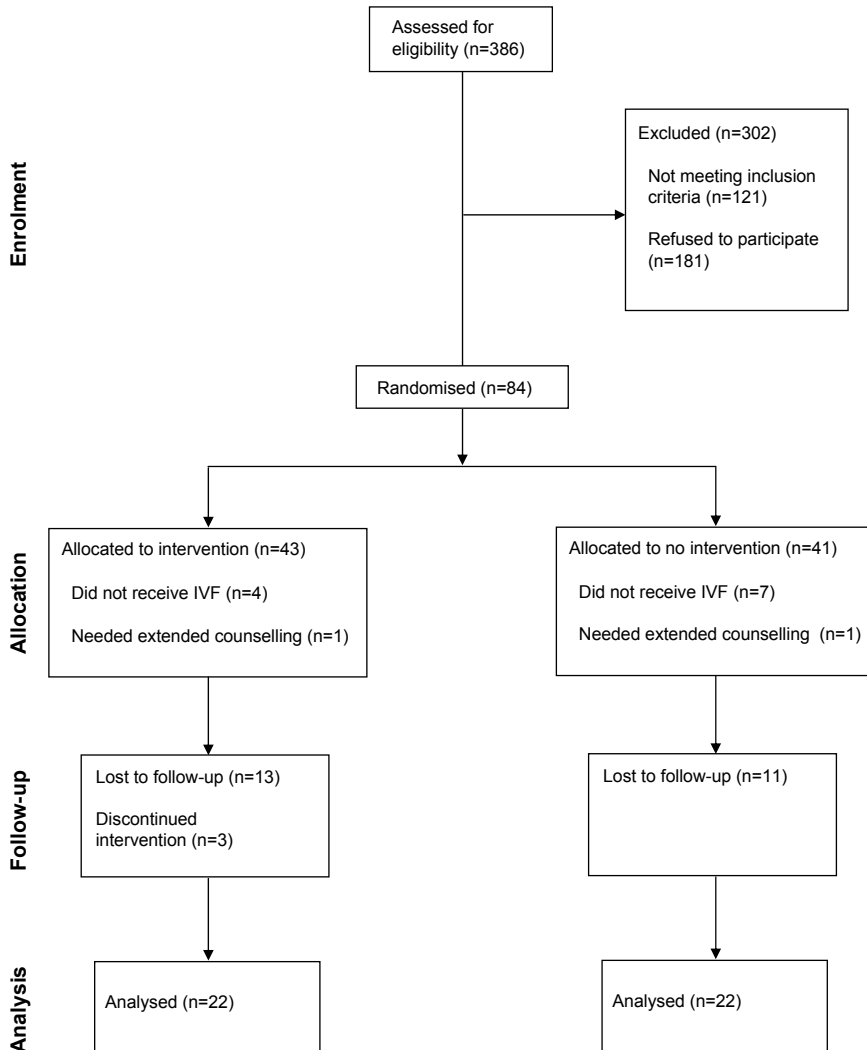 Assessed for
eligibility (n=386)
Enrolment
Excluded (n=302)
Not meeting inclusion
criteria (n=121)
Refused to participate
(n=181)
Randomised (n=84)
Allocation
Allocated to intervention (n=43)
Did not receive IVF (n=4)
Needed extended counselling (n=1)
Allocated to no intervention (n=41)
Did not receive IVF (n=7)
Needed extended counselling (n=1)
Follow-up
Lost to follow-up (n=13)
Discontinued
intervention (n=3)
Lost to follow-up (n=11)
Analysis
Analysed (n=22)
Analysed (n=22)